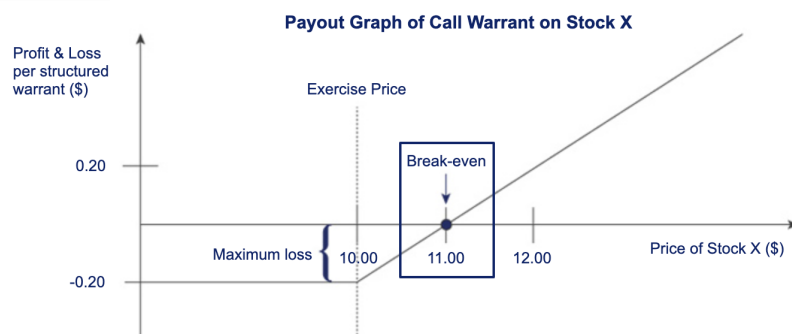 Payout Graph of Call Warrant on Stock X
Profit & Loss
per structured
warrant ($)
Exercise Price
0.20
Break-even
Maximum loss
10.00
11.00
12.00
Price of Stock X ($)
-0.20